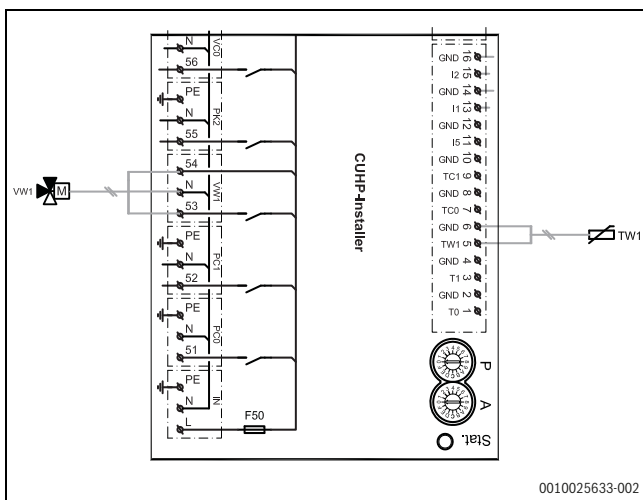 N
VC0
56
PE
N
PK2
55
54
N
VW1
53
PE
N
PC1
52
PE
N
PC0
51
PE
N
IN
L
F50
VW1
M
CUHP-Installer
GND 16
I2 15
GND 14
I1 13
GND 12
I5 11
GND 10
TC1 9
GND 8
TC0 7
GND 6
TW1 5
GND 4
T1 3
GND 2
T0 1
TW1
P
A
Stat.
0010025633-002